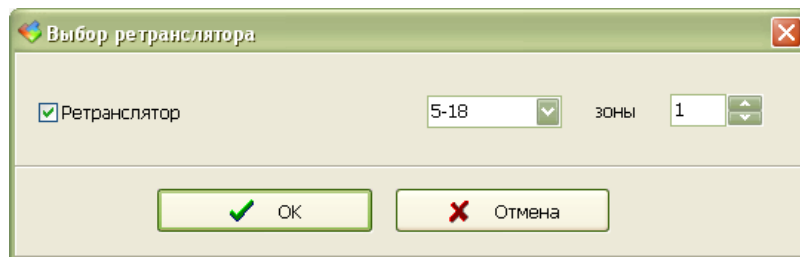 Выбор ретранслятора
Ретранслятор 5-18 зоны 1
OK Отмена